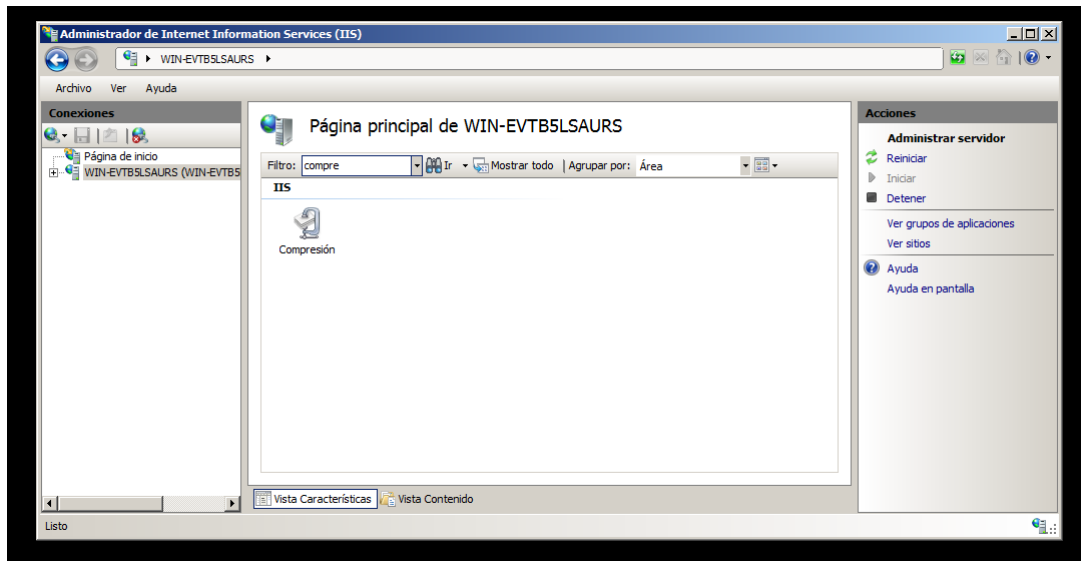 Administrador de Internet Information Services (IIS)
WIN-EVTB5LSAURS
Archivo Ver Ayuda
Conexiones
Página de inicio
WIN-EVTB5LSAURS (WIN-EVTB5
Página principal de WIN-EVTB5LSAURS
Filtro: compre Ir Mostrar todo Agrupar por: Área
IIS
Compresión
Vista Características Vista Contenido
Acciones
Administrar servidor
Reiniciar
Iniciar
Detener
Ver grupos de aplicaciones
Ver sitios
Ayuda
Ayuda en pantalla
Listo